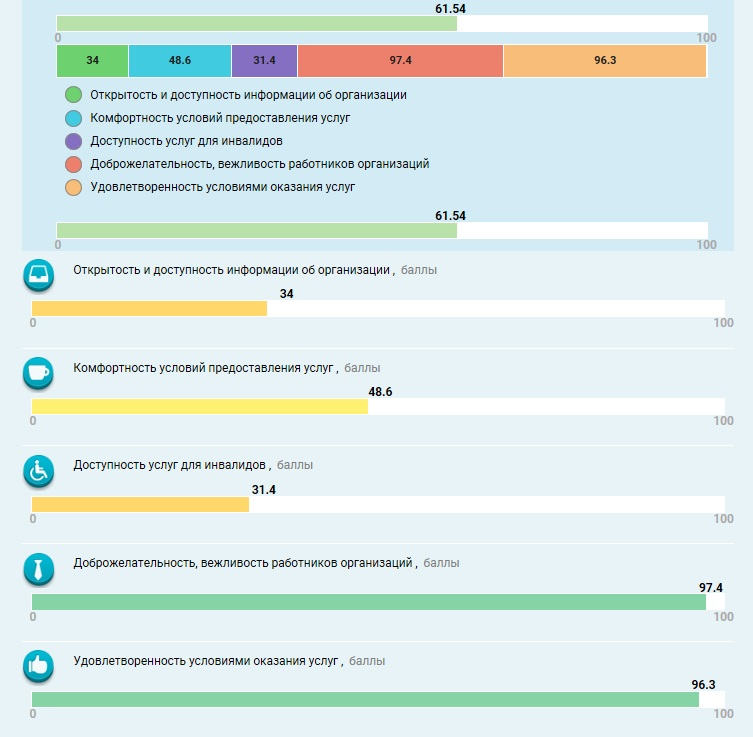 61.54
0 100
34 48.6 31.4 97.4 96.3
Открытость и доступность информации об организации
Комфортность условий предоставления услуг
Доступность услуг для инвалидов
Доброжелательность, вежливость работников организаций
Удовлетворенность условиями оказания услуг
61.54
0 100
Открытость и доступность информации об организации , баллы
34
0 100
Комфортность условий предоставления услуг , баллы
48.6
0 100
Доступность услуг для инвалидов , баллы
31.4
0 100
Доброжелательность, вежливость работников организаций , баллы
97.4
0 100
Удовлетворенность условиями оказания услуг , баллы
96.3
0 100